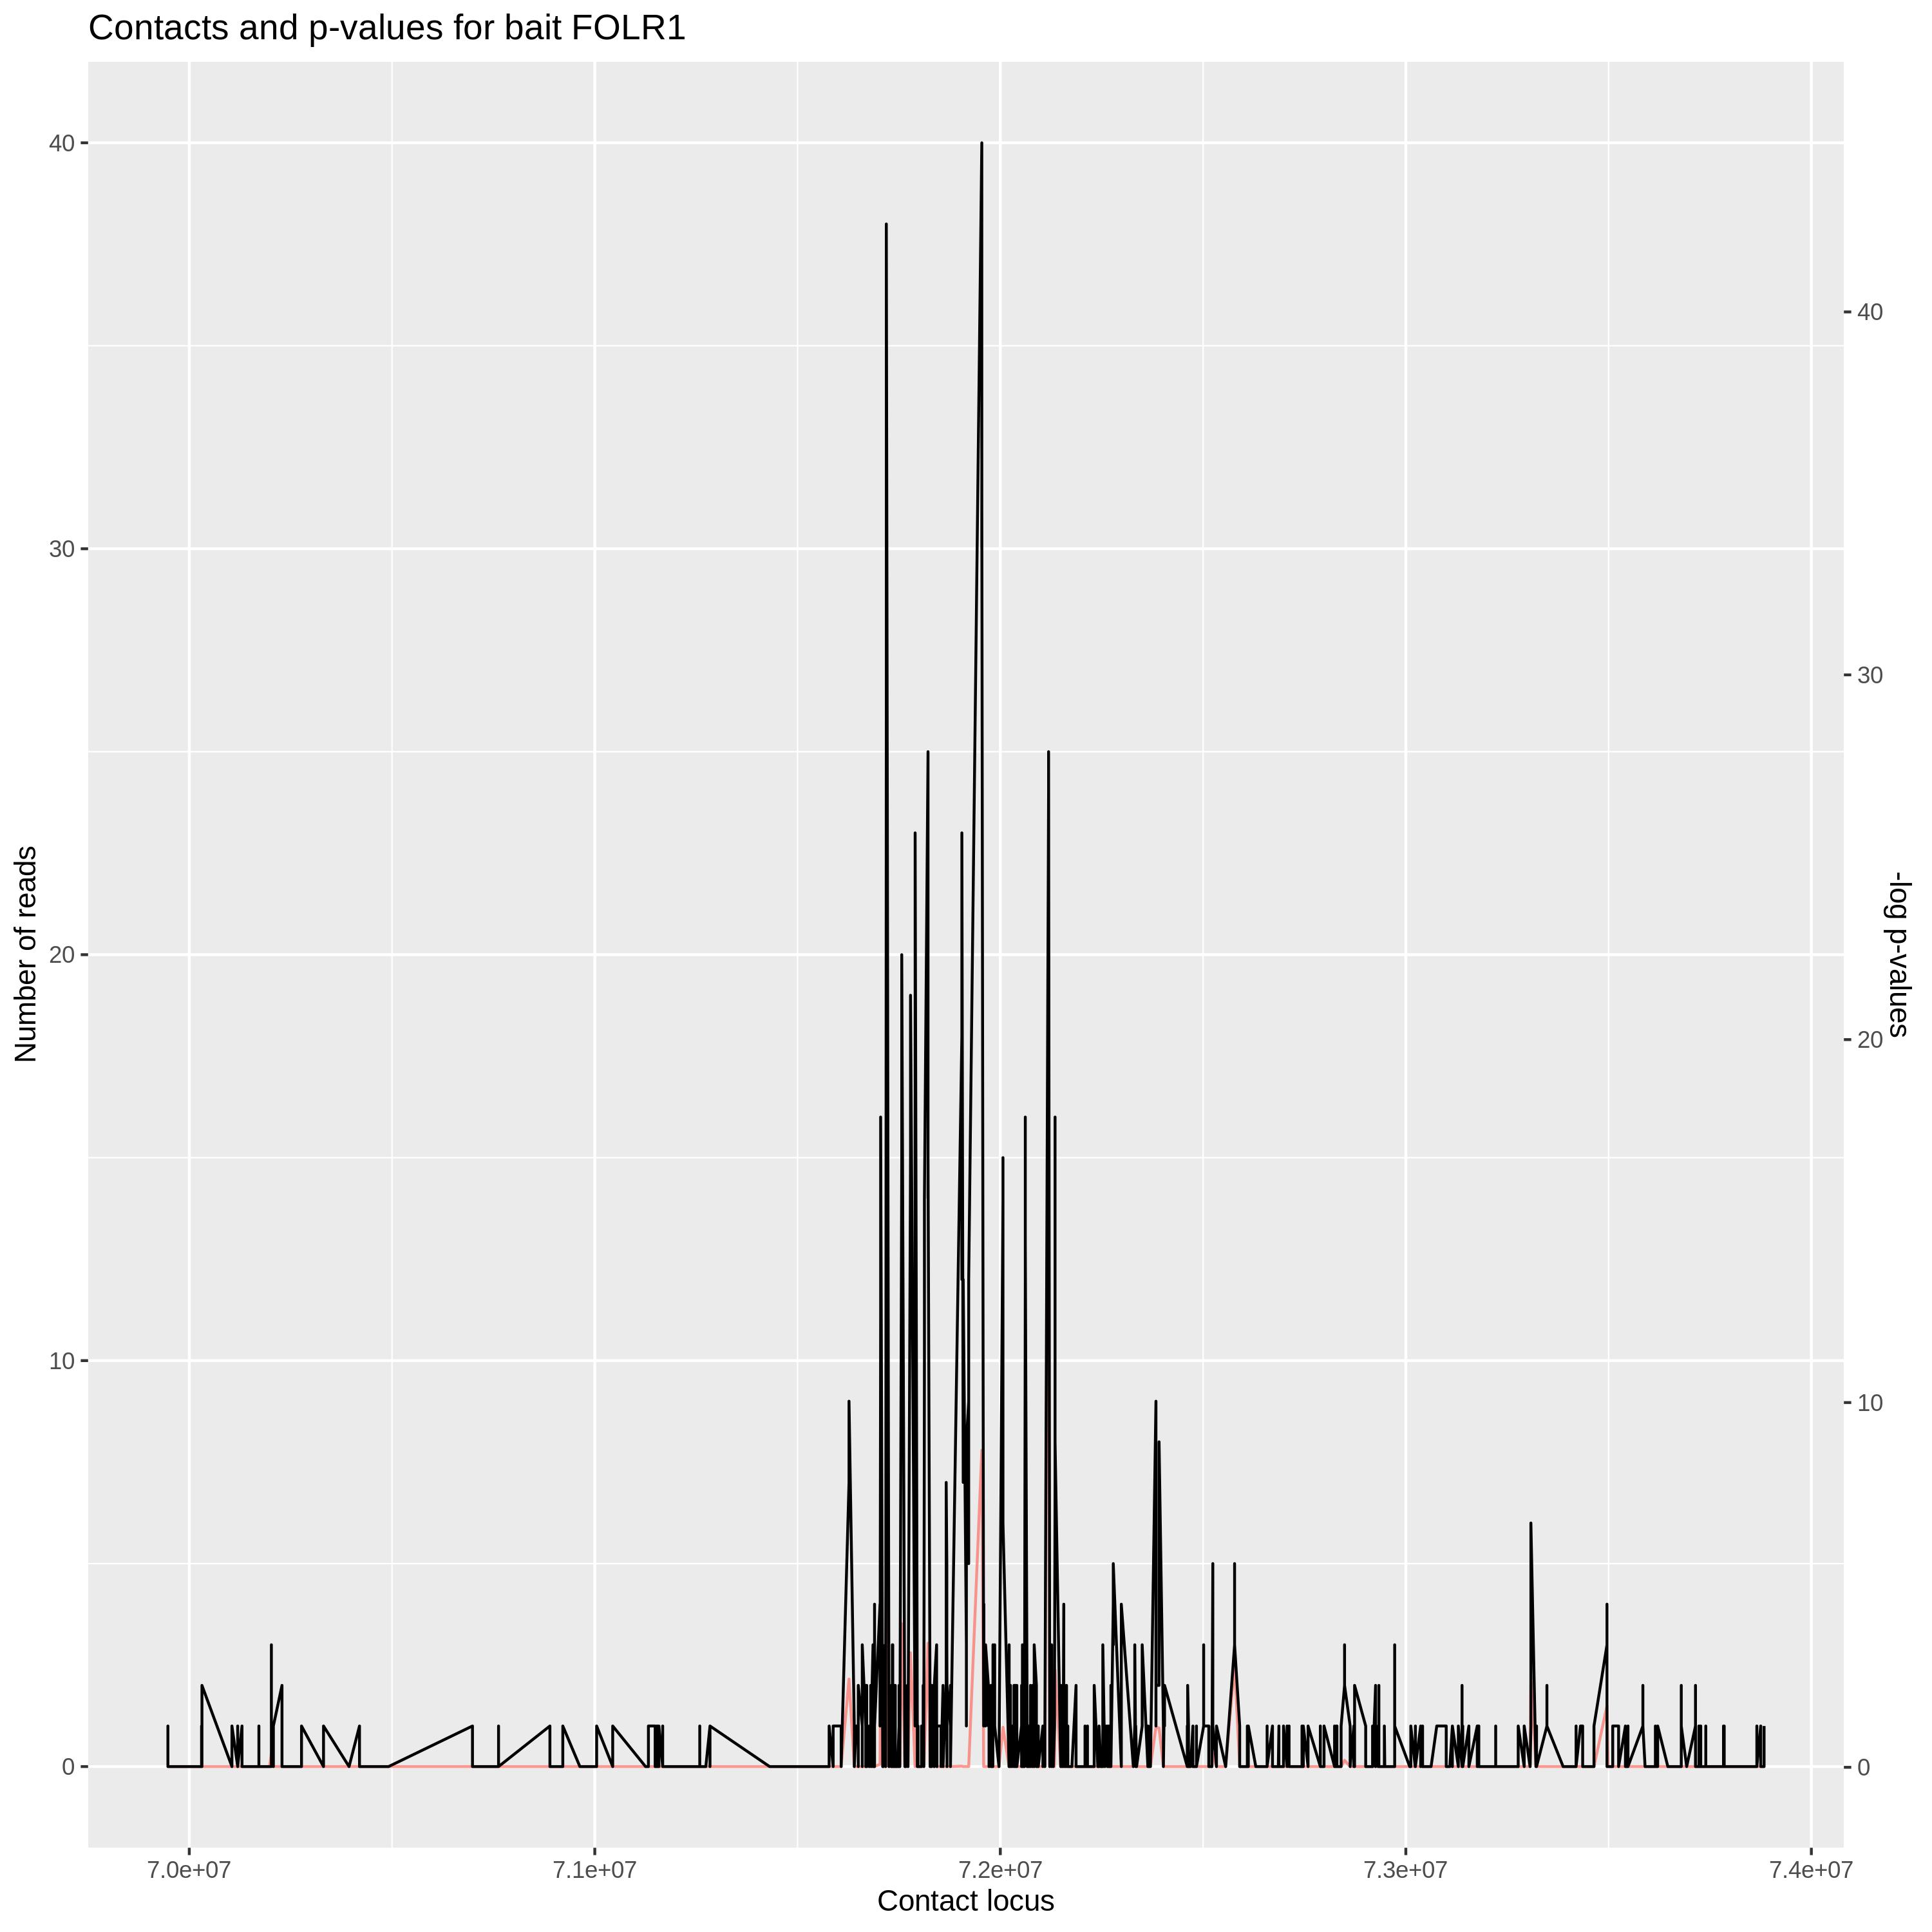 Contacts and p-values for bait FOLR1
40
30
20
10
0
Number of reads
40
30
20
10
0
-log p-values
7.0e+07
7.1e+07
7.2e+07
7.3e+07
7.4e+07
Contact locus